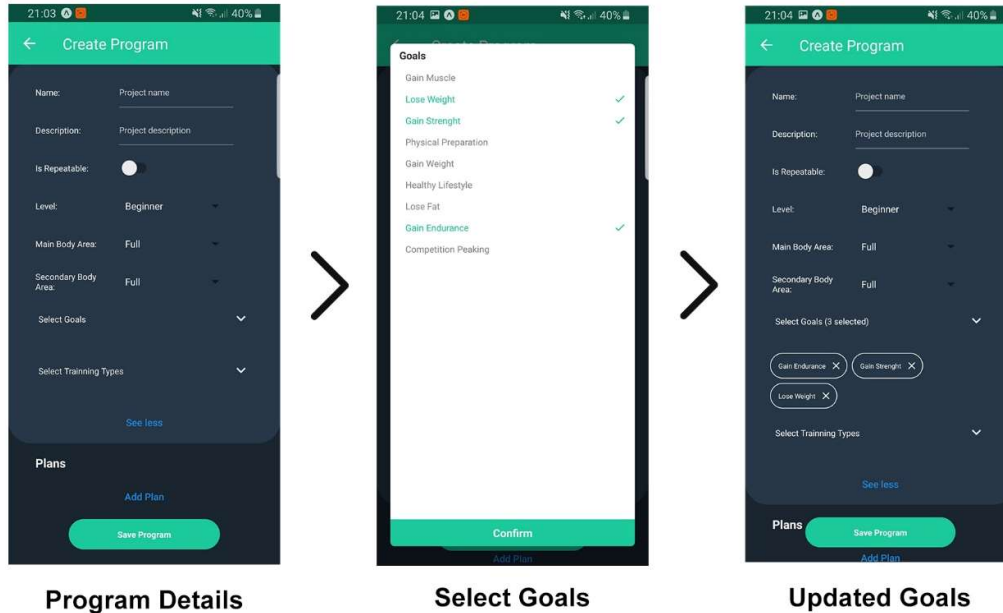 21:03
40%
Create Program
Name: Project name
Description: Project description
Is Repeatable:
Level: Beginner
Main Body Area: Full
Secondary Body
Area: Full
Select Goals
Select Trainning Types
See less
Plans
Add Plan
Save Program
Program Details
21:04
40%
Create Program
Goals
Gain Muscle
Lose Weight
Gain Strenght
Physical Preparation
Gain Weight
Healthy Lifestyle
Lose Fat
Gain Endurance
Competition Peaking
Confirm
Add Plan
Select Goals
21:04
40%
Create Program
Name: Project name
Description: Project description
Is Repeatable:
Level: Beginner
Main Body Area: Full
Secondary Body
Area: Full
Select Goals (3 selected)
Gain Endurance
Gain Strenght
Lose Weight
Select Trainning Types
See less
Plans
Save Program
Add Plan
Updated Goals